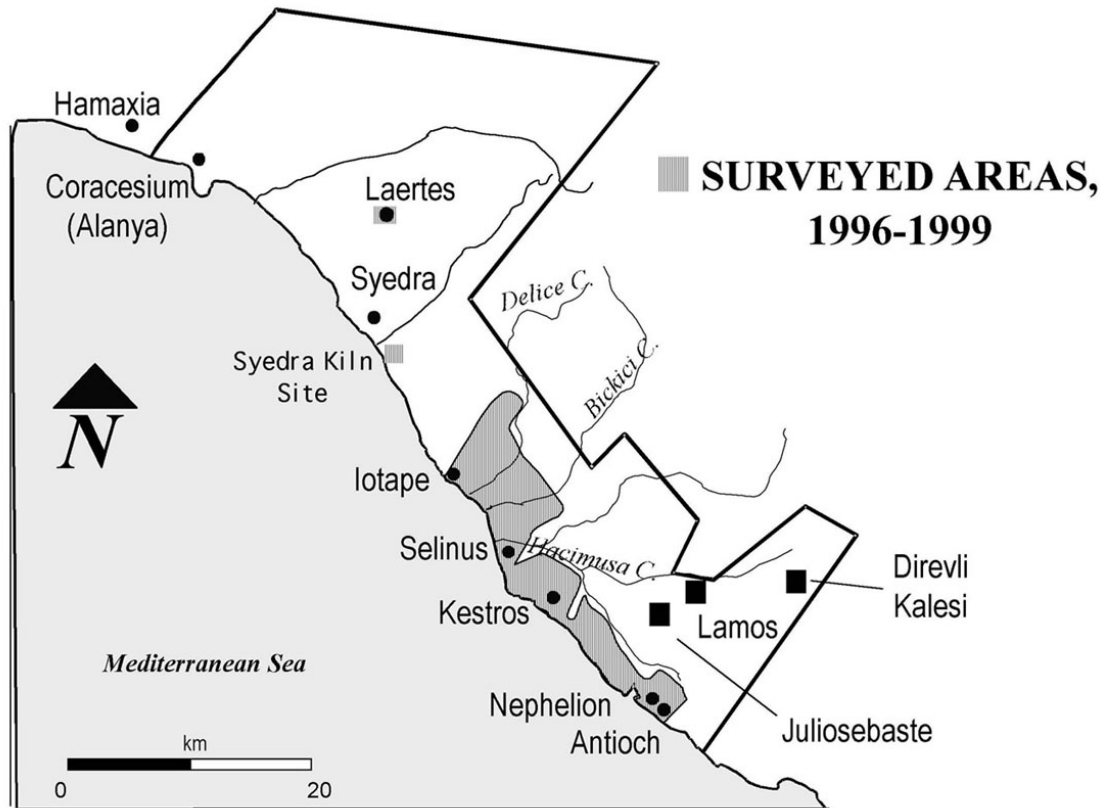 Hamaxia
Coracesium
(Alanya)
Laertes
SURVEYED AREAS,
1996-1999
Syedra
Delice C.
Syedra Kiln
Site
Bickici C.
N
Iotape
Selinus
Hacimusa C.
Direvli
Kalesi
Kestros
Lamos
Mediterranean Sea
Nephelion
Antioch
Juliosebaste
km
0 20